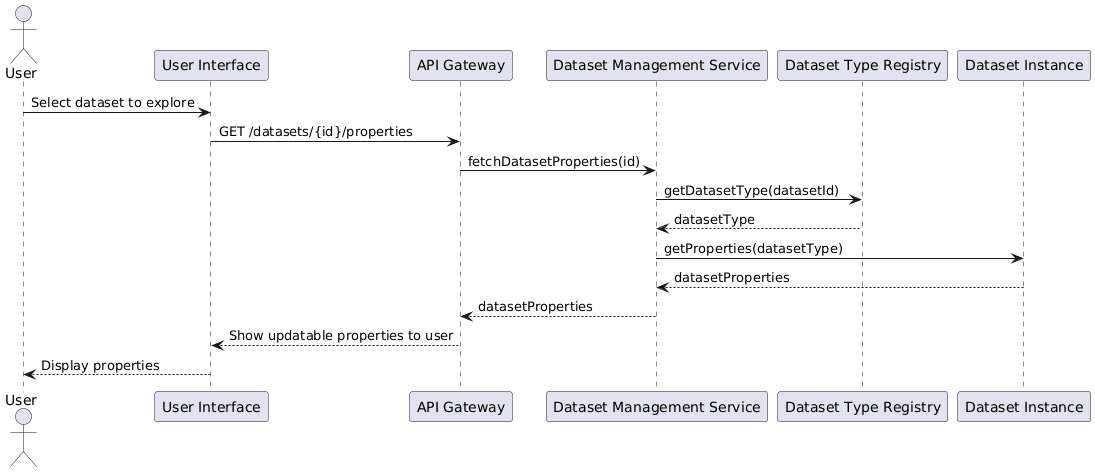 User
User Interface
API Gateway
Dataset Management Service
Dataset Type Registry
Dataset Instance
Select dataset to explore
GET /datasets/{id}/properties
fetchDatasetProperties(id)
getDatasetType(datasetId)
datasetType
getProperties(datasetType)
datasetProperties
datasetProperties
Show updatable properties to user
Display properties
User
User Interface
API Gateway
Dataset Management Service
Dataset Type Registry
Dataset Instance